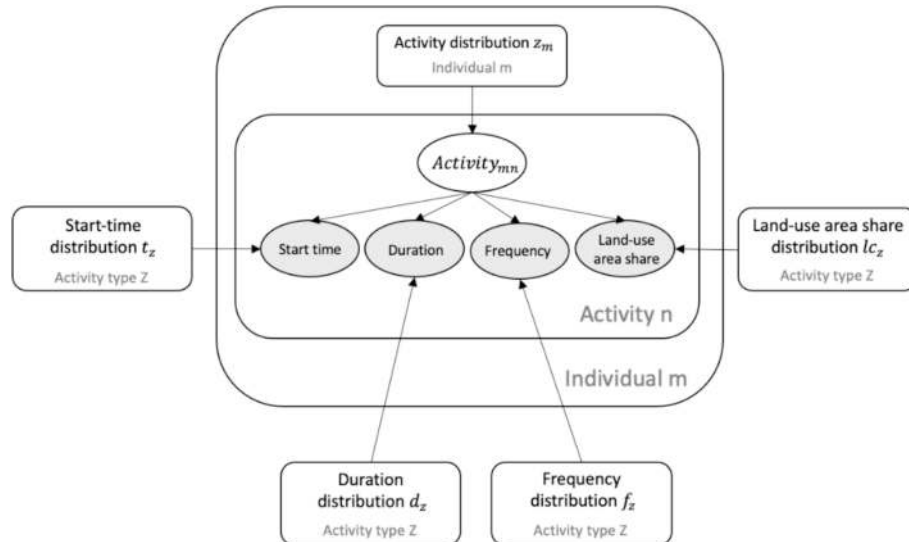 Activity distribution z_m
Individual m
Activity_{mn}
Start-time
distribution t_z
Activity type Z
Start time
Duration
Frequency
Land-use
area share
Land-use area share
distribution lc_z
Activity type Z
Activity n
Individual m
Duration
distribution d_z
Activity type Z
Frequency
distribution f_z
Activity type Z